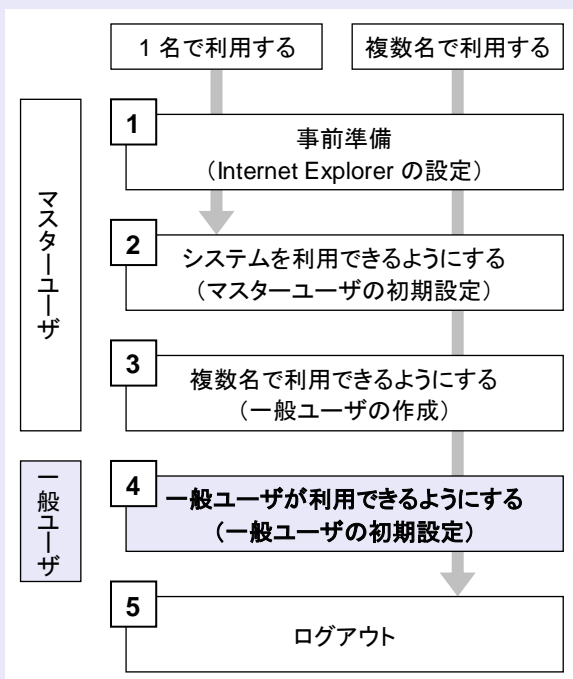 1 名で利用する
複数名で利用する
マスターユーザ
1
事前準備
（Internet Explorer の設定）
2
システムを利用できるようにする
（マスターユーザの初期設定）
3
複数名で利用できるようにする
（一般ユーザの作成）
一般ユーザ
4
一般ユーザが利用できるようにする
（一般ユーザの初期設定）
5
ログアウト